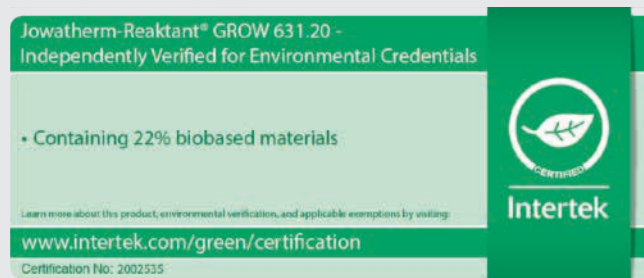 Jowatherm-Reaktant® GROW 631.20 -
Independently Verified for Environmental Credentials
• Containing 22% biobased materials
Learn more about this product, environmental verification, and applicable exemptions by visiting:
www.intertek.com/green/certification
Certification No: 2002535
CERTIFIED
Intertek